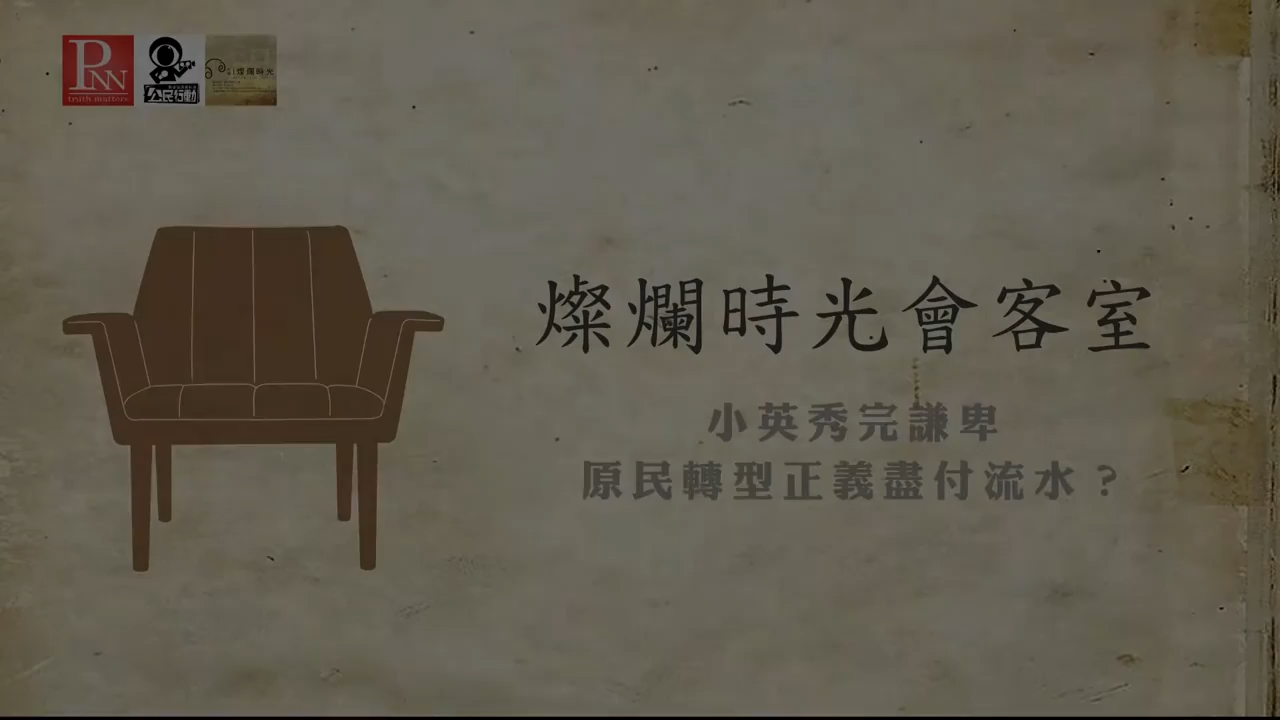 PNN
truth matters
公民行動
燦爛時光
燦爛時光會客室
小英秀完謙卑
原民轉型正義盡付流水？